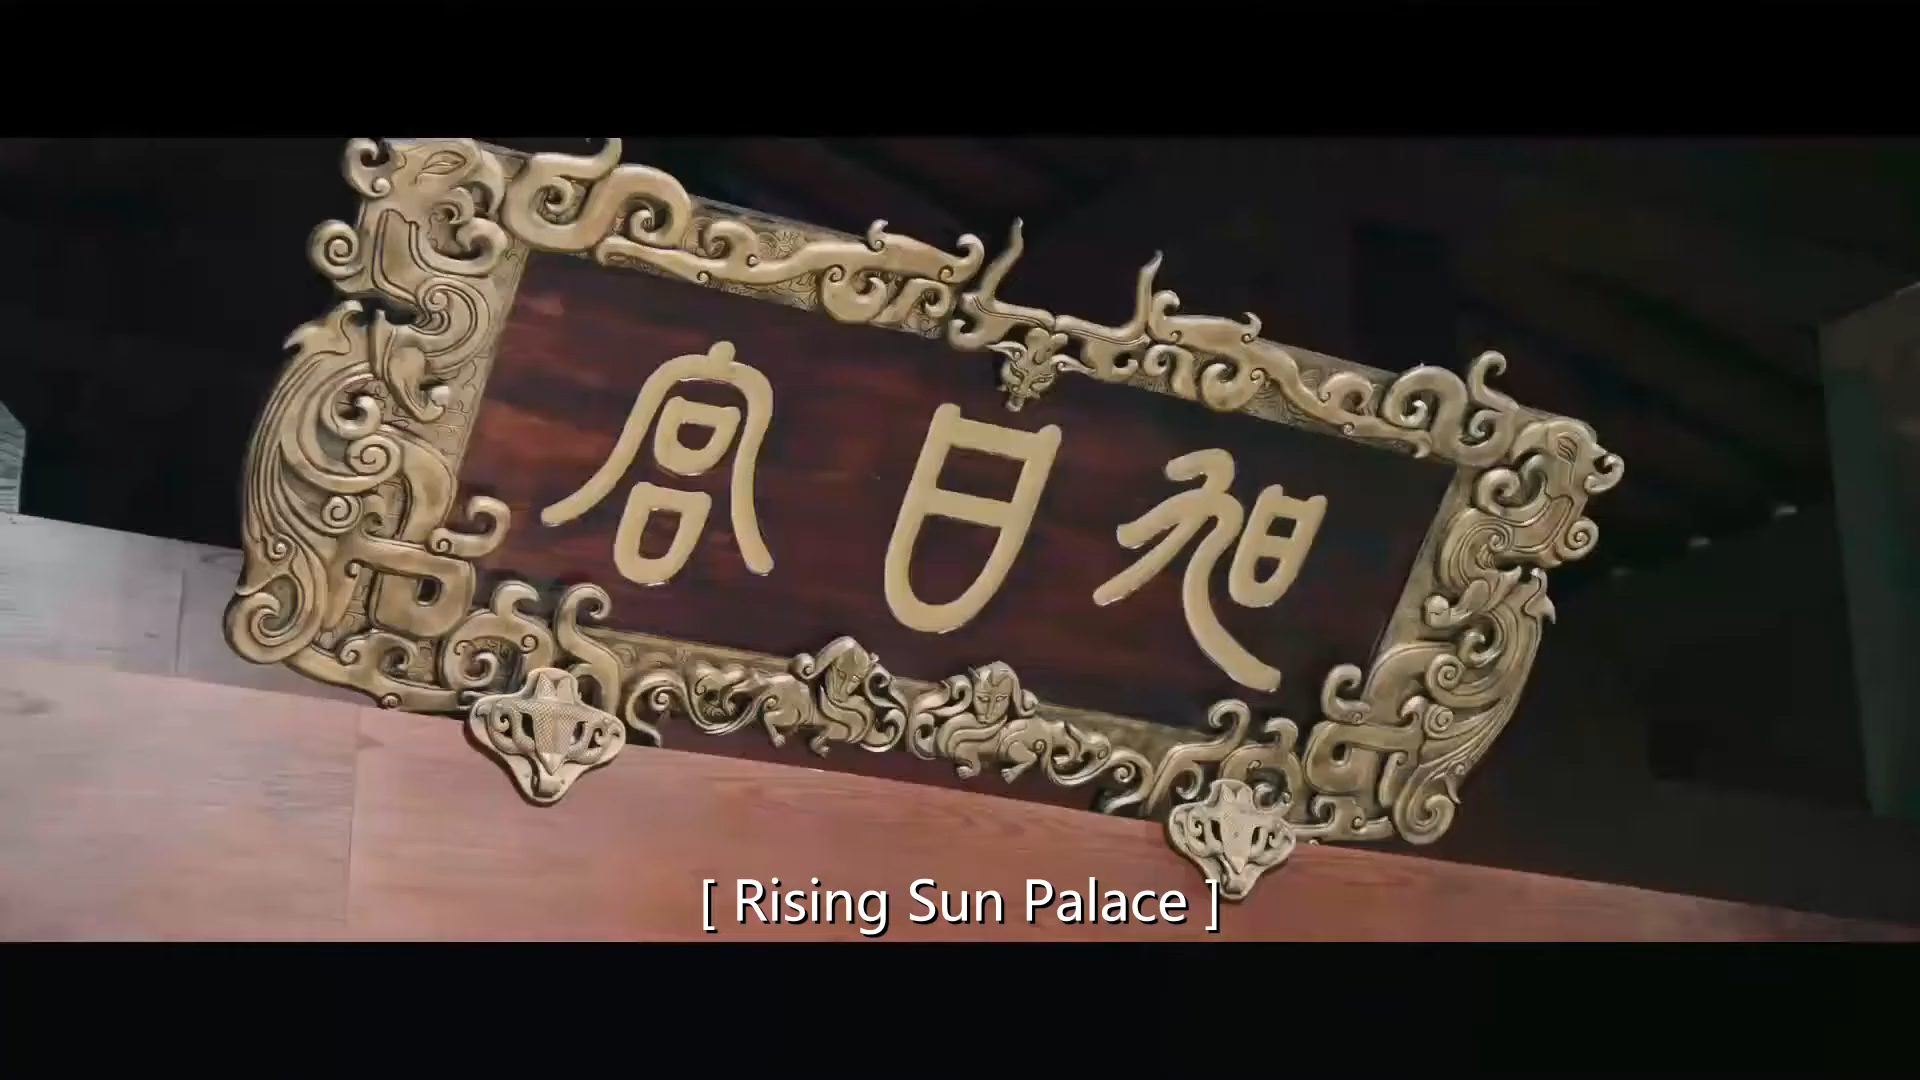 旭日宫
[ Rising Sun Palace ]